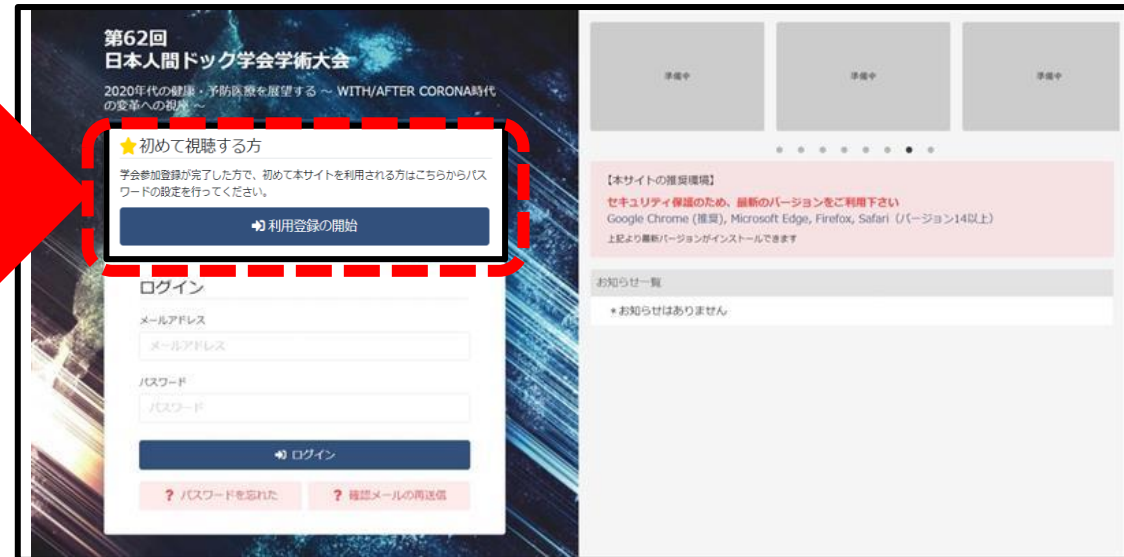 第62回
日本人間ドック学会学術大会
2020年代の健康・予防医療を展望する ~ WITH/AFTER CORONA時代
の変革への視座 ~
初めて視聴する方
学会参加登録が完了した方で、初めて本サイトを利用される方はこちらからパス
ワードの設定を行ってください。
利用登録の開始
ログイン
メールアドレス
メールアドレス
パスワード
パスワード
ログイン
? パスワードを忘れた
? 確認メールの再送信
準備中
準備中
準備中
【本サイトの推奨環境】
セキュリティ保護のため、最新のバージョンをご利用下さい
Google Chrome (推奨), Microsoft Edge, Firefox, Safari（バージョン14以上）
上記より最新バージョンがインストールできます
お知らせ一覧
* お知らせはありません